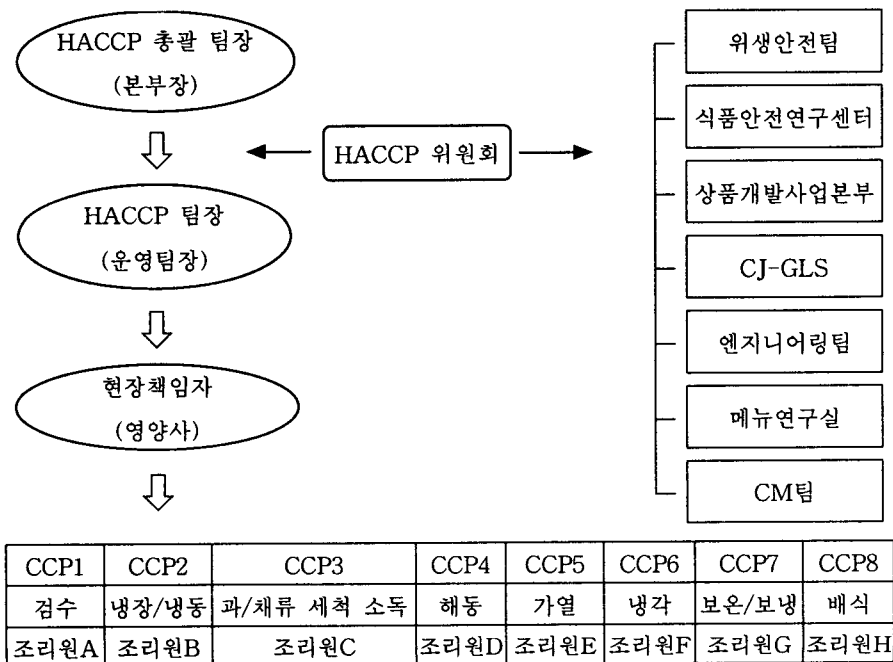 HACCP 총괄 팀장
(본부장)
HACCP 팀장
(운영팀장)
현장책임자
(영양사)
HACCP 위원회
위생안전팀
식품안전연구센터
상품개발사업본부
CJ-GLS
엔지니어링팀
메뉴연구실
CM팀
CCP1 CCP2 CCP3 CCP4 CCP5 CCP6 CCP7 CCP8
검수 냉장/냉동 과/채류 세척 소독 해동 가열 냉각 보온/보냉 배식
조리원A 조리원B 조리원C 조리원D 조리원E 조리원F 조리원G 조리원H